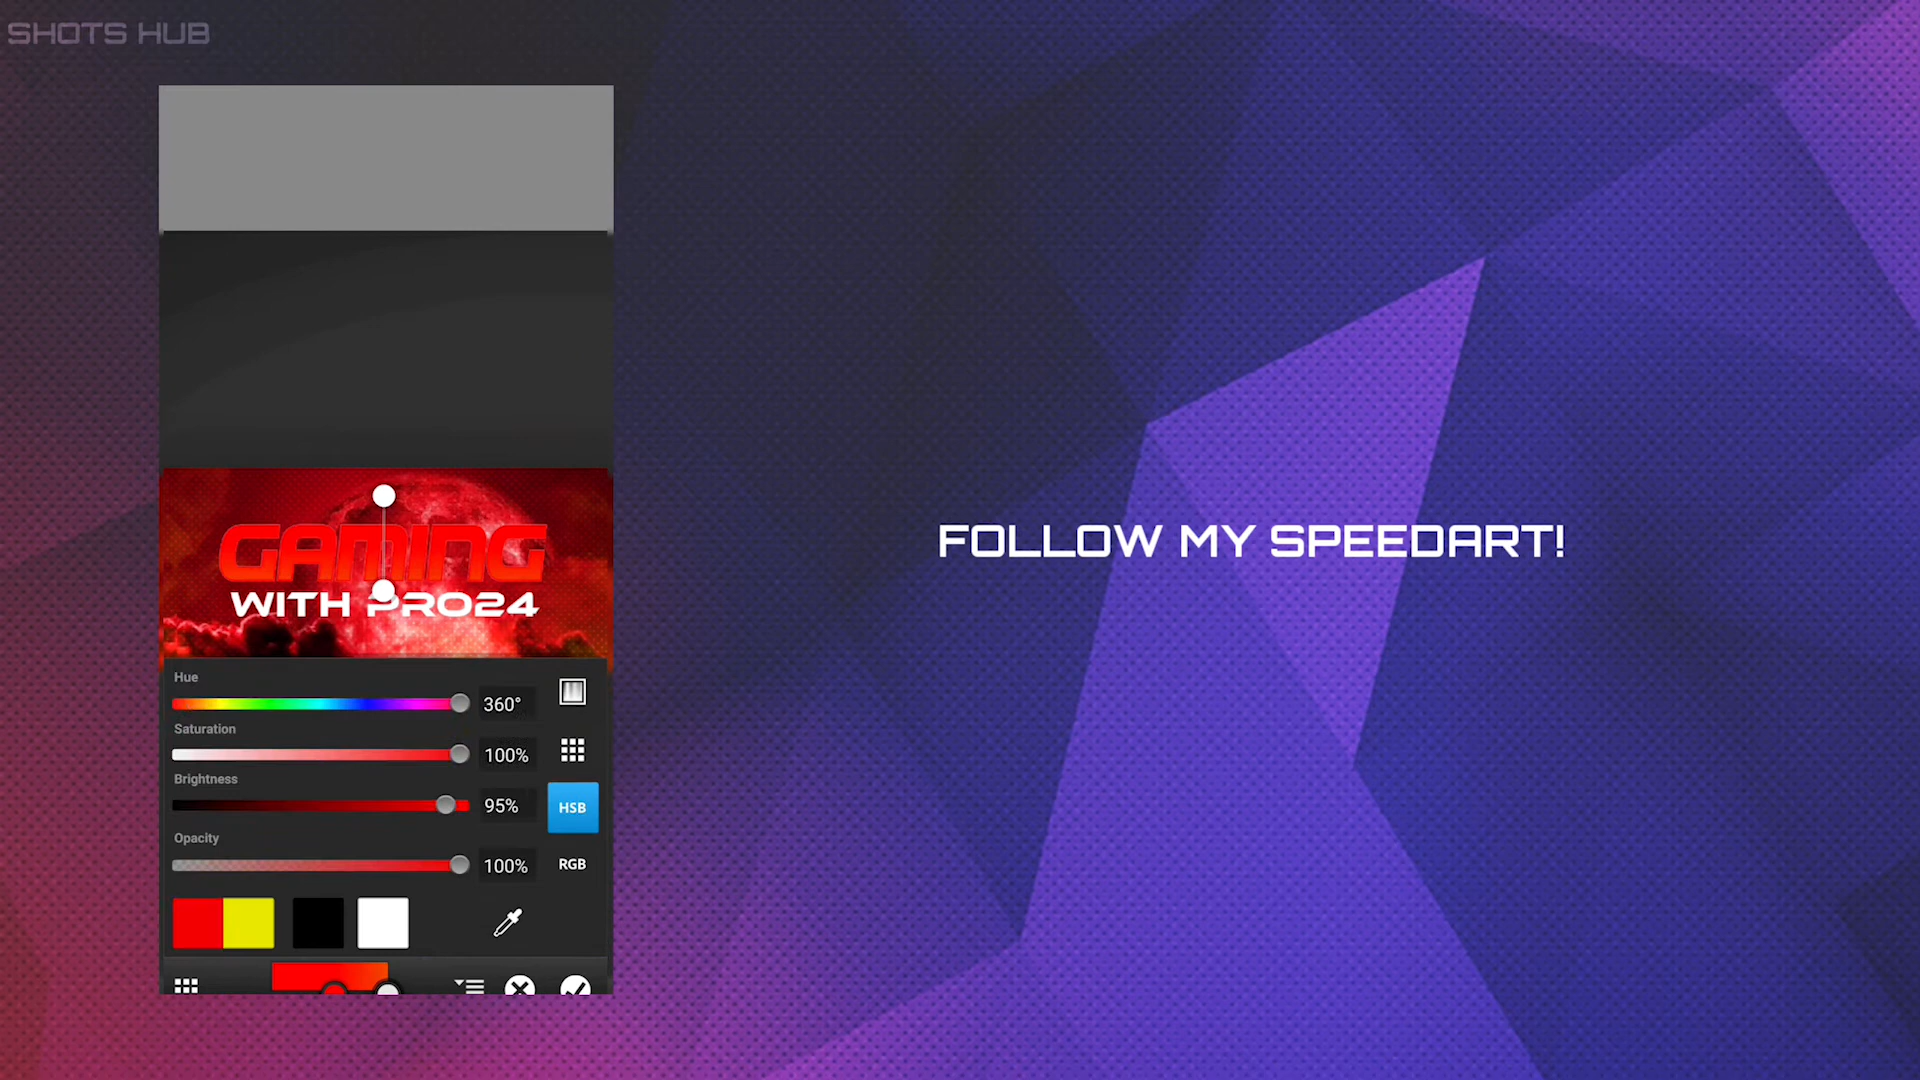 SHOTS HUB
GAMING
WITH PRO24
FOLLOW MY SPEEDART!
Hue
360°
Saturation
100%
Brightness
95%
HSB
Opacity
100%
RGB